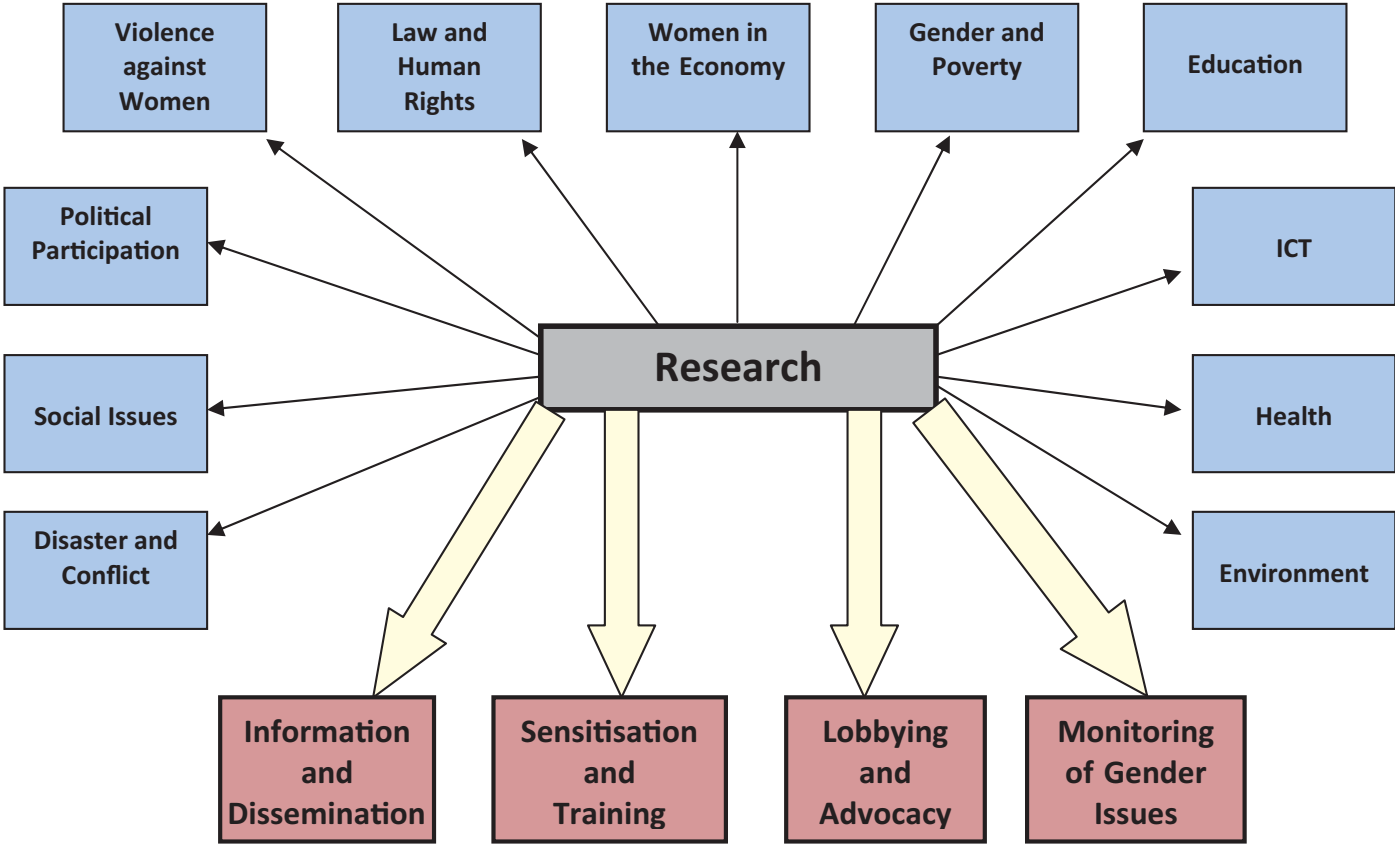 Violence
against
Women
Law and
Human
Rights
Women in
the Economy
Gender and
Poverty
Education
Political
Participation
ICT
Research
Social Issues
Health
Disaster and
Conflict
Environment
Information
and
Dissemination
Sensitisation
and
Training
Lobbying
and
Advocacy
Monitoring
of Gender
Issues